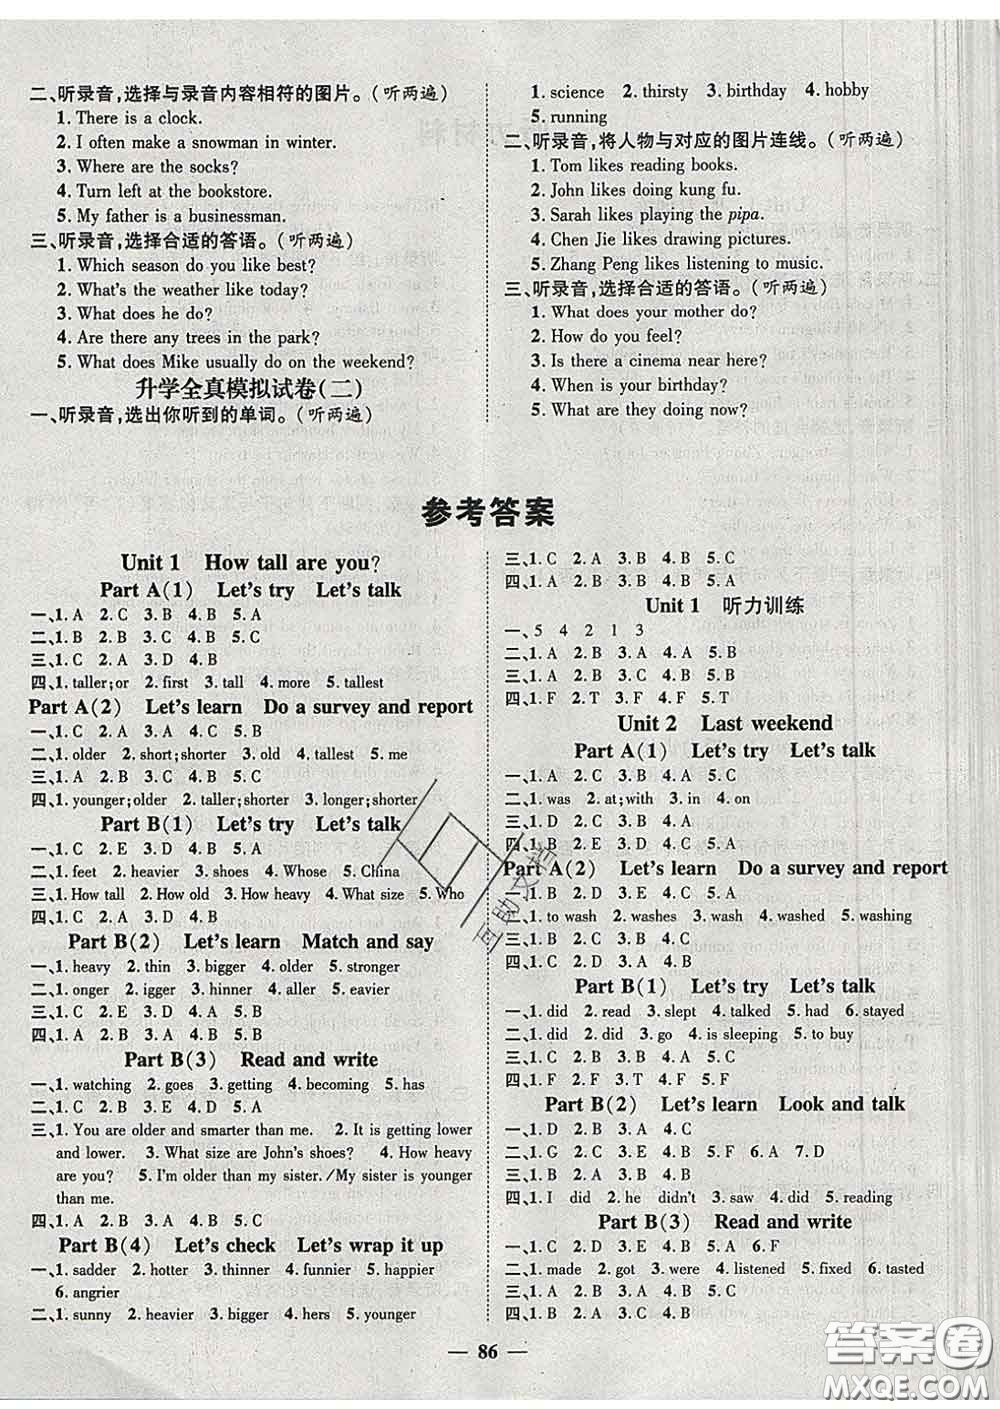 二、听录音,选择与录音内容相符的图片。(听两遍)
1. There is a clock.
2. I often make a snowman in winter.
3. Where are the socks?
4. Turn left at the bookstore.
5. My father is a businessman.
三、听录音,选择合适的答语。(听两遍)
1. Which season do you like best?
2. What's the weather like today?
3. What does he do?
4. Are there any trees in the park?
5. What does Mike usually do on the weekend?
升学全真模拟试卷(二)
一、听录音,选出你听到的单词。(听两遍)
1. science 2. thirsty 3. birthday 4. hobby
5. running
二、听录音,将人物与对应的图片连线。(听两遍)
1. Tom likes reading books.
2. John likes doing kung fu.
3. Sarah likes playing the pipa.
4. Chen Jie likes drawing pictures.
5. Zhang Peng likes listening to music.
三、听录音,选择合适的答语。(听两遍)
1. What does your mother do?
2. How do you feel?
3. Is there a cinema near here?
4. When is your birthday?
5. What are they doing now?
参考答案
Unit 1 How tall are you?
Part A(1) Let's try Let's talk
一、1. A 2. C 3. B 4. B 5. A
二、1. B 2. B 3. A 4. A 5. B
三、1. C 2. A 3. D 4. B
四、1. taller;or 2. first 3. tall 4. more 5. tallest
Part A(2) Let's learn Do a survey and report
一、1. C 2. A 3. A 4. C 5. B
二、1. older 2. short;shorter 3. old 4. tallest 5. me
三、1. A 2. C 3. B 4. B 5. A
四、1. younger;older 2. taller;shorter 3. longer;shorter
Part B(1) Let's try Let's talk
一、1. C 2. E 3. D 4. A 5. B
二、1. feet 2. heavier 3. shoes 4. Whose 5. China
三、1. How tall 2. How old 3. How heavy 4. What size 5. Who
四、1. C 2. A 3. D 4. B
Part B(2) Let's learn Match and say
一、1. heavy 2. thin 3. bigger 4. older 5. stronger
二、1. onger 2. igger 3. hinner 4. aller 5. eavier
三、1. C 2. E 3. D 4. A 5. B
四、1. A 2. B 3. A 4. B 5. B
Part B(3) Read and write
一、1. watching 2. goes 3. getting 4. becoming 5. has
二、1. D 2. C 3. B 4. E 5. A
三、1. You are older and smarter than me. 2. It is getting lower
and lower. 3. What size are John's shoes? 4. How heavy
are you? 5. I'm older than my sister. /My sister is younger
than me.
四、1. A 2. B 3. A 4. B 5. C
Part B(4) Let's check Let's wrap it up
一、1. sadder 2. hotter 3. thinner 4. funnier 5. happier
6. angrier
二、1. sunny 2. heavier 3. bigger 4. hers 5. younger
三、1. C 2. A 3. B 4. B 5. C
四、1. A 2. B 3. B 4. B 5. A
Unit 1 听力训练
一、5 4 2 1 3
二、1. A 2. B 3. A 4. A 5. B
三、1. A 2. B 3. C 4. B 5. B
四、1. F 2. T 3. F 4. F 5. T
Unit 2 Last weekend
Part A(1) Let's try Let's talk
一、1. A 2. C 3. C 4. C 5. A
二、1. was 2. at;with 3. in 4. on
三、1. D 2. C 3. B 4. A
四、1. B 2. E 3. D 4. C 5. A
Part A(2) Let's learn Do a survey and report
一、1. B 2. D 3. E 4. C 5. A
二、1. to wash 2. washes 3. wash 4. washed 5. washing
三、1. B 2. C 3. B 4. C
四、1. C 2. D 3. A 4. B
Part B(1) Let's try Let's talk
一、1. did 2. read 3. slept 4. talked 5. had 6. stayed
二、1. did 2. did 3. go 4. is sleeping 5. to buy
三、1. C 2. B 3. B 4. C 5. C
四、1. F 2. F 3. F 4. T 5. T
Part B(2) Let's learn Look and talk
一、1. D 2. B 3. A 4. C
二、1. G 2. C 3. E 4. B 5. F 6. A 7. D
三、1. C 2. A 3. B 4. B 5. A
四、1. I did 2. he didn't 3. saw 4. did 5. reading
Part B(3) Read and write
一、1. C 2. E 3. B 4. D 5. A 6. F
二、1. made 2. got 3. were 4. listened 5. fixed 6. tasted
三、1. A 2. B 3. A 4. C 5. A
四、1. B 2. C 3. A 4. B
86
答案卷
MXQE.COM